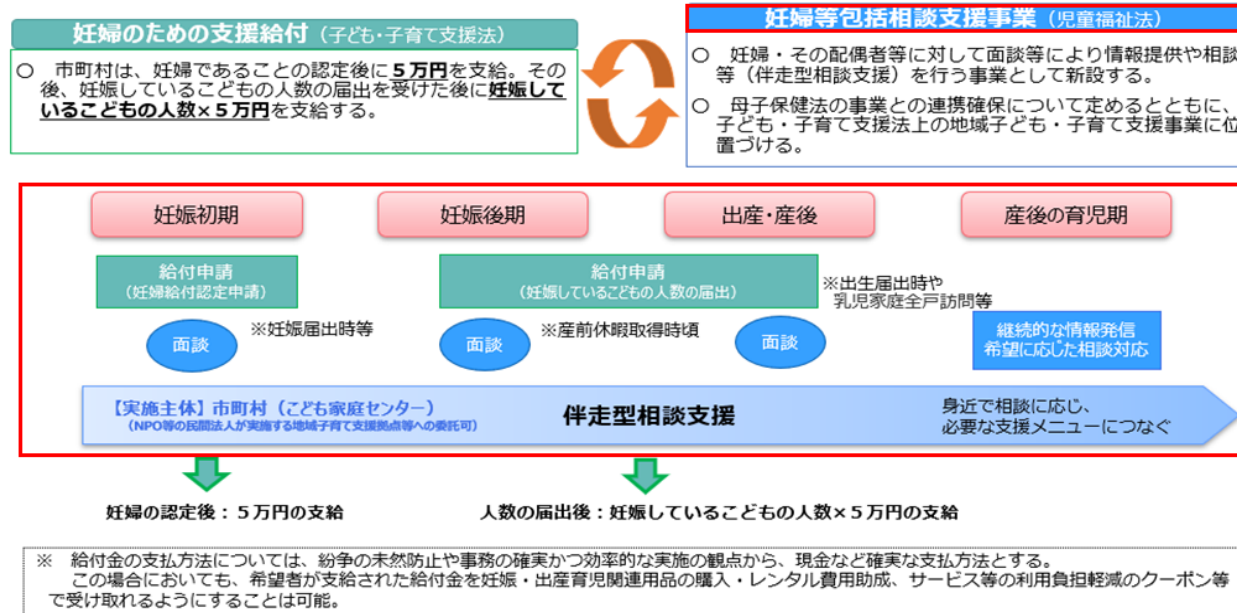 妊婦のための支援給付（子ども・子育て支援法）
○　市町村は、妊婦であることの認定後に５万円を支給。その
後、妊娠しているこどもの人数の届出を受けた後に妊娠して
いるこどもの人数×５万円を支給する。
妊婦等包括相談支援事業（児童福祉法）
○　妊婦・その配偶者等に対して面談等により情報提供や相談
等（伴走型相談支援）を行う事業として新設する。
○　母子保健法の事業との連携確保について定めるとともに、
子ども・子育て支援法上の地域子ども・子育て支援事業に位
置づける。
妊娠初期
妊娠後期
出産・産後
産後の育児期
給付申請
（妊婦給付認定申請）
給付申請
（妊娠しているこどもの人数の届出）
※出生届出時や
乳児家庭全戸訪問等
面談
※妊娠届出時等
面談
※産前休暇取得時頃
面談
継続的な情報発信
希望に応じた相談対応
【実施主体】市町村（こども家庭センター）
（NPO等の民間法人が実施する地域子育て支援拠点等への委託可）
伴走型相談支援
身近で相談に応じ、
必要な支援メニューにつなぐ
妊婦の認定後：５万円の支給
人数の届出後：妊娠しているこどもの人数×５万円の支給
※　給付金の支払方法については、紛争の未然防止や事務の確実かつ効率的な実施の観点から、現金など確実な支払方法とする。
この場合においても、希望者が支給された給付金を妊娠・出産育児関連用品の購入・レンタル費用助成、サービス等の利用負担軽減のクーポン等
で受け取れるようにすることは可能。